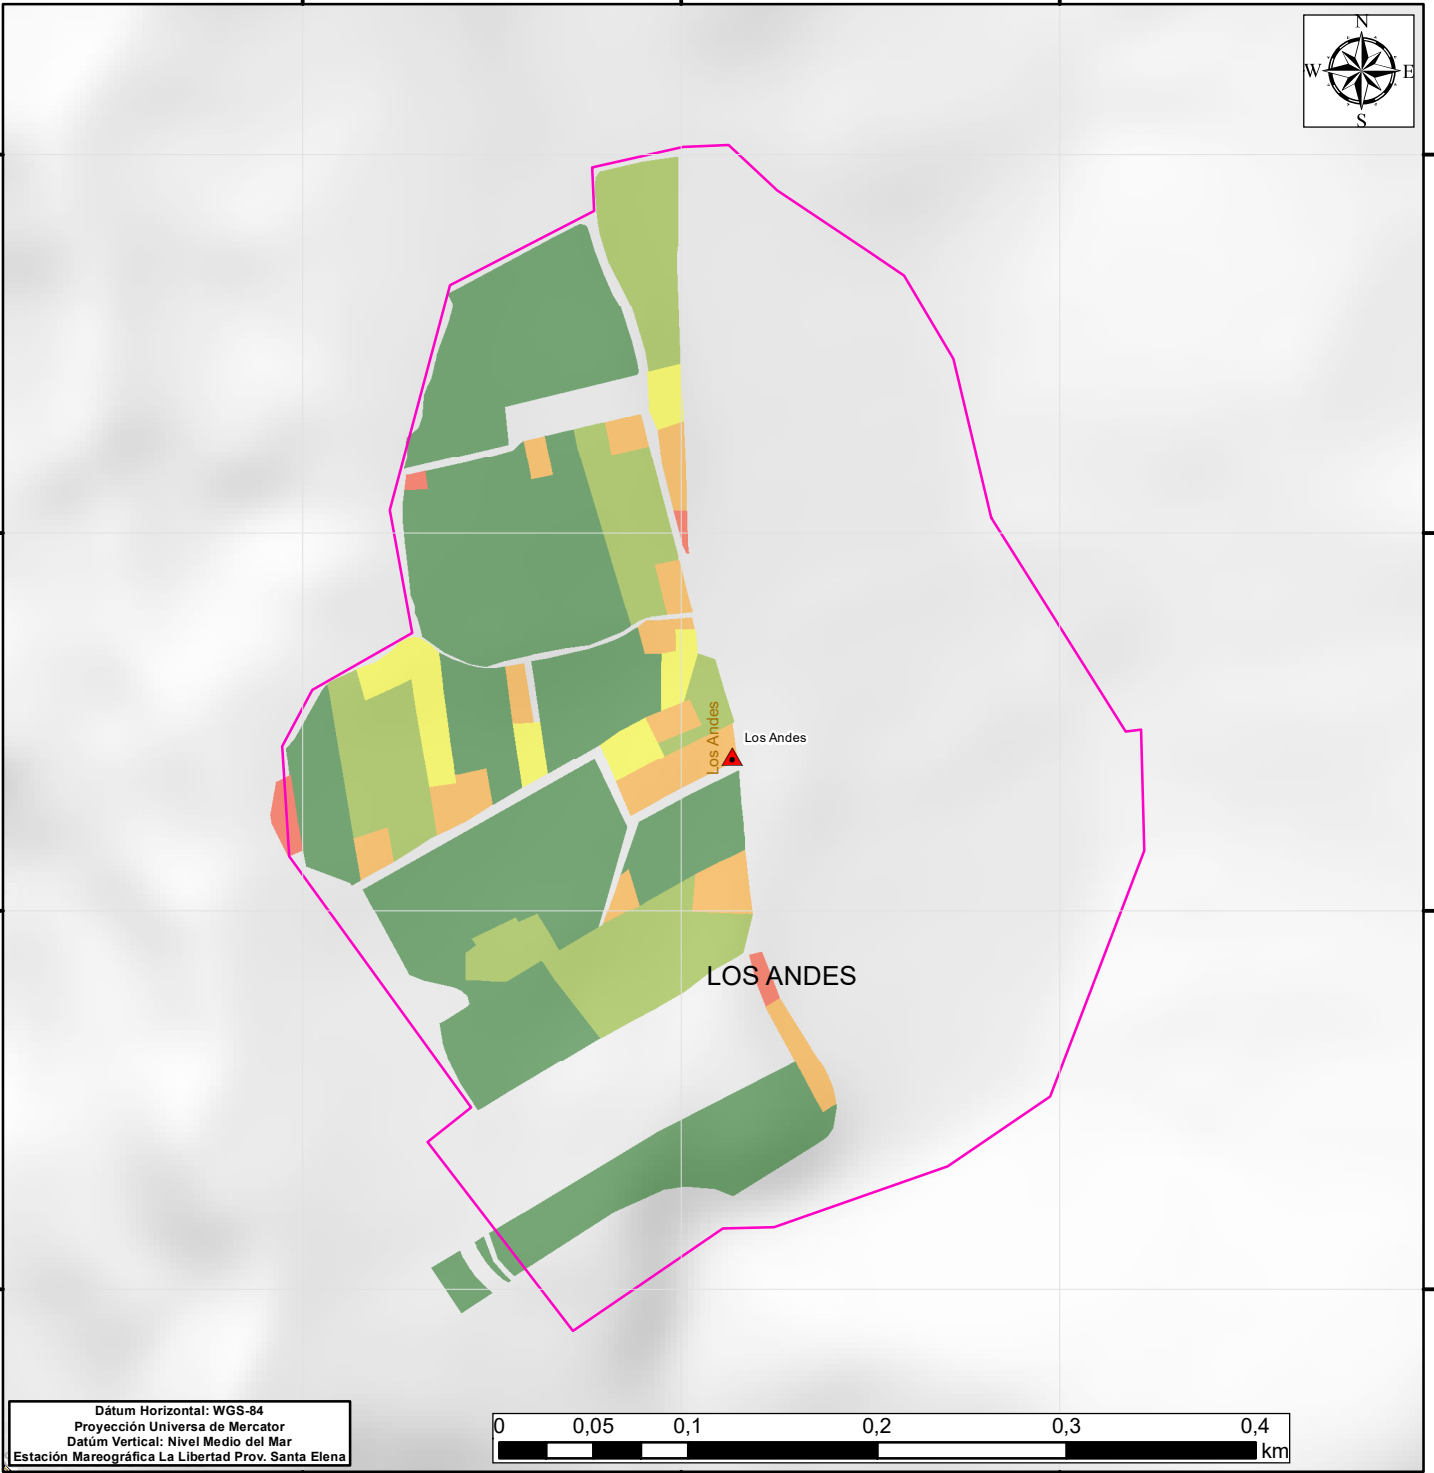 N
W E
S
Los Andes
Los Andes
LOS ANDES
Dátum Horizontal: WGS-84
Proyección Universa de Mercator
Datúm Vertical: Nivel Medio del Mar
Estación Mareográfica La Libertad Prov. Santa Elena
0 0,05 0,1 0,2 0,3 0,4
km